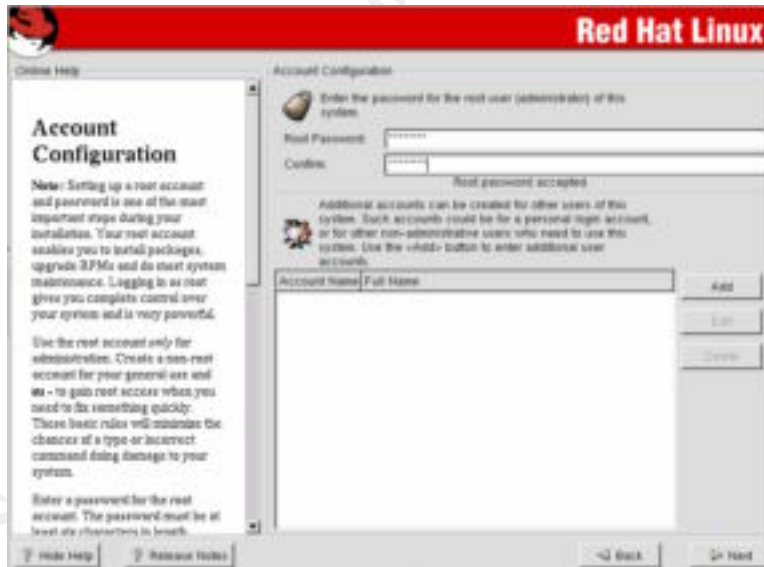 Red Hat Linux
Online Help
Account
Configuration
Note: Setting up a root account
and password is one of the most
important steps during your
installation. Your root account
enables you to install packages,
upgrade RPMs and do most system
maintenance. Logging in as root
gives you complete control over
your system and is very powerful.
Use the root account only for
administration. Create a non-root
account for your general use and
su - to gain root access when you
need to fix something quickly.
These basic rules will minimize the
chances of a typo or incorrect
command doing damage to your
system.
Enter a password for the root
account. The password must be at
least six characters in length.
Account Configuration
Enter the password for the root user (administrator) of this
system.
Root Password:
Confirm:
Root password accepted.
Additional accounts can be created for other users of this
system. Such accounts could be for a personal login account,
or for other non-administrative users who need to use this
system. Use the <Add> button to enter additional user
accounts.
Account Name Full Name
Add
Edit
Delete
Hide Help
Release Notes
Back
Next